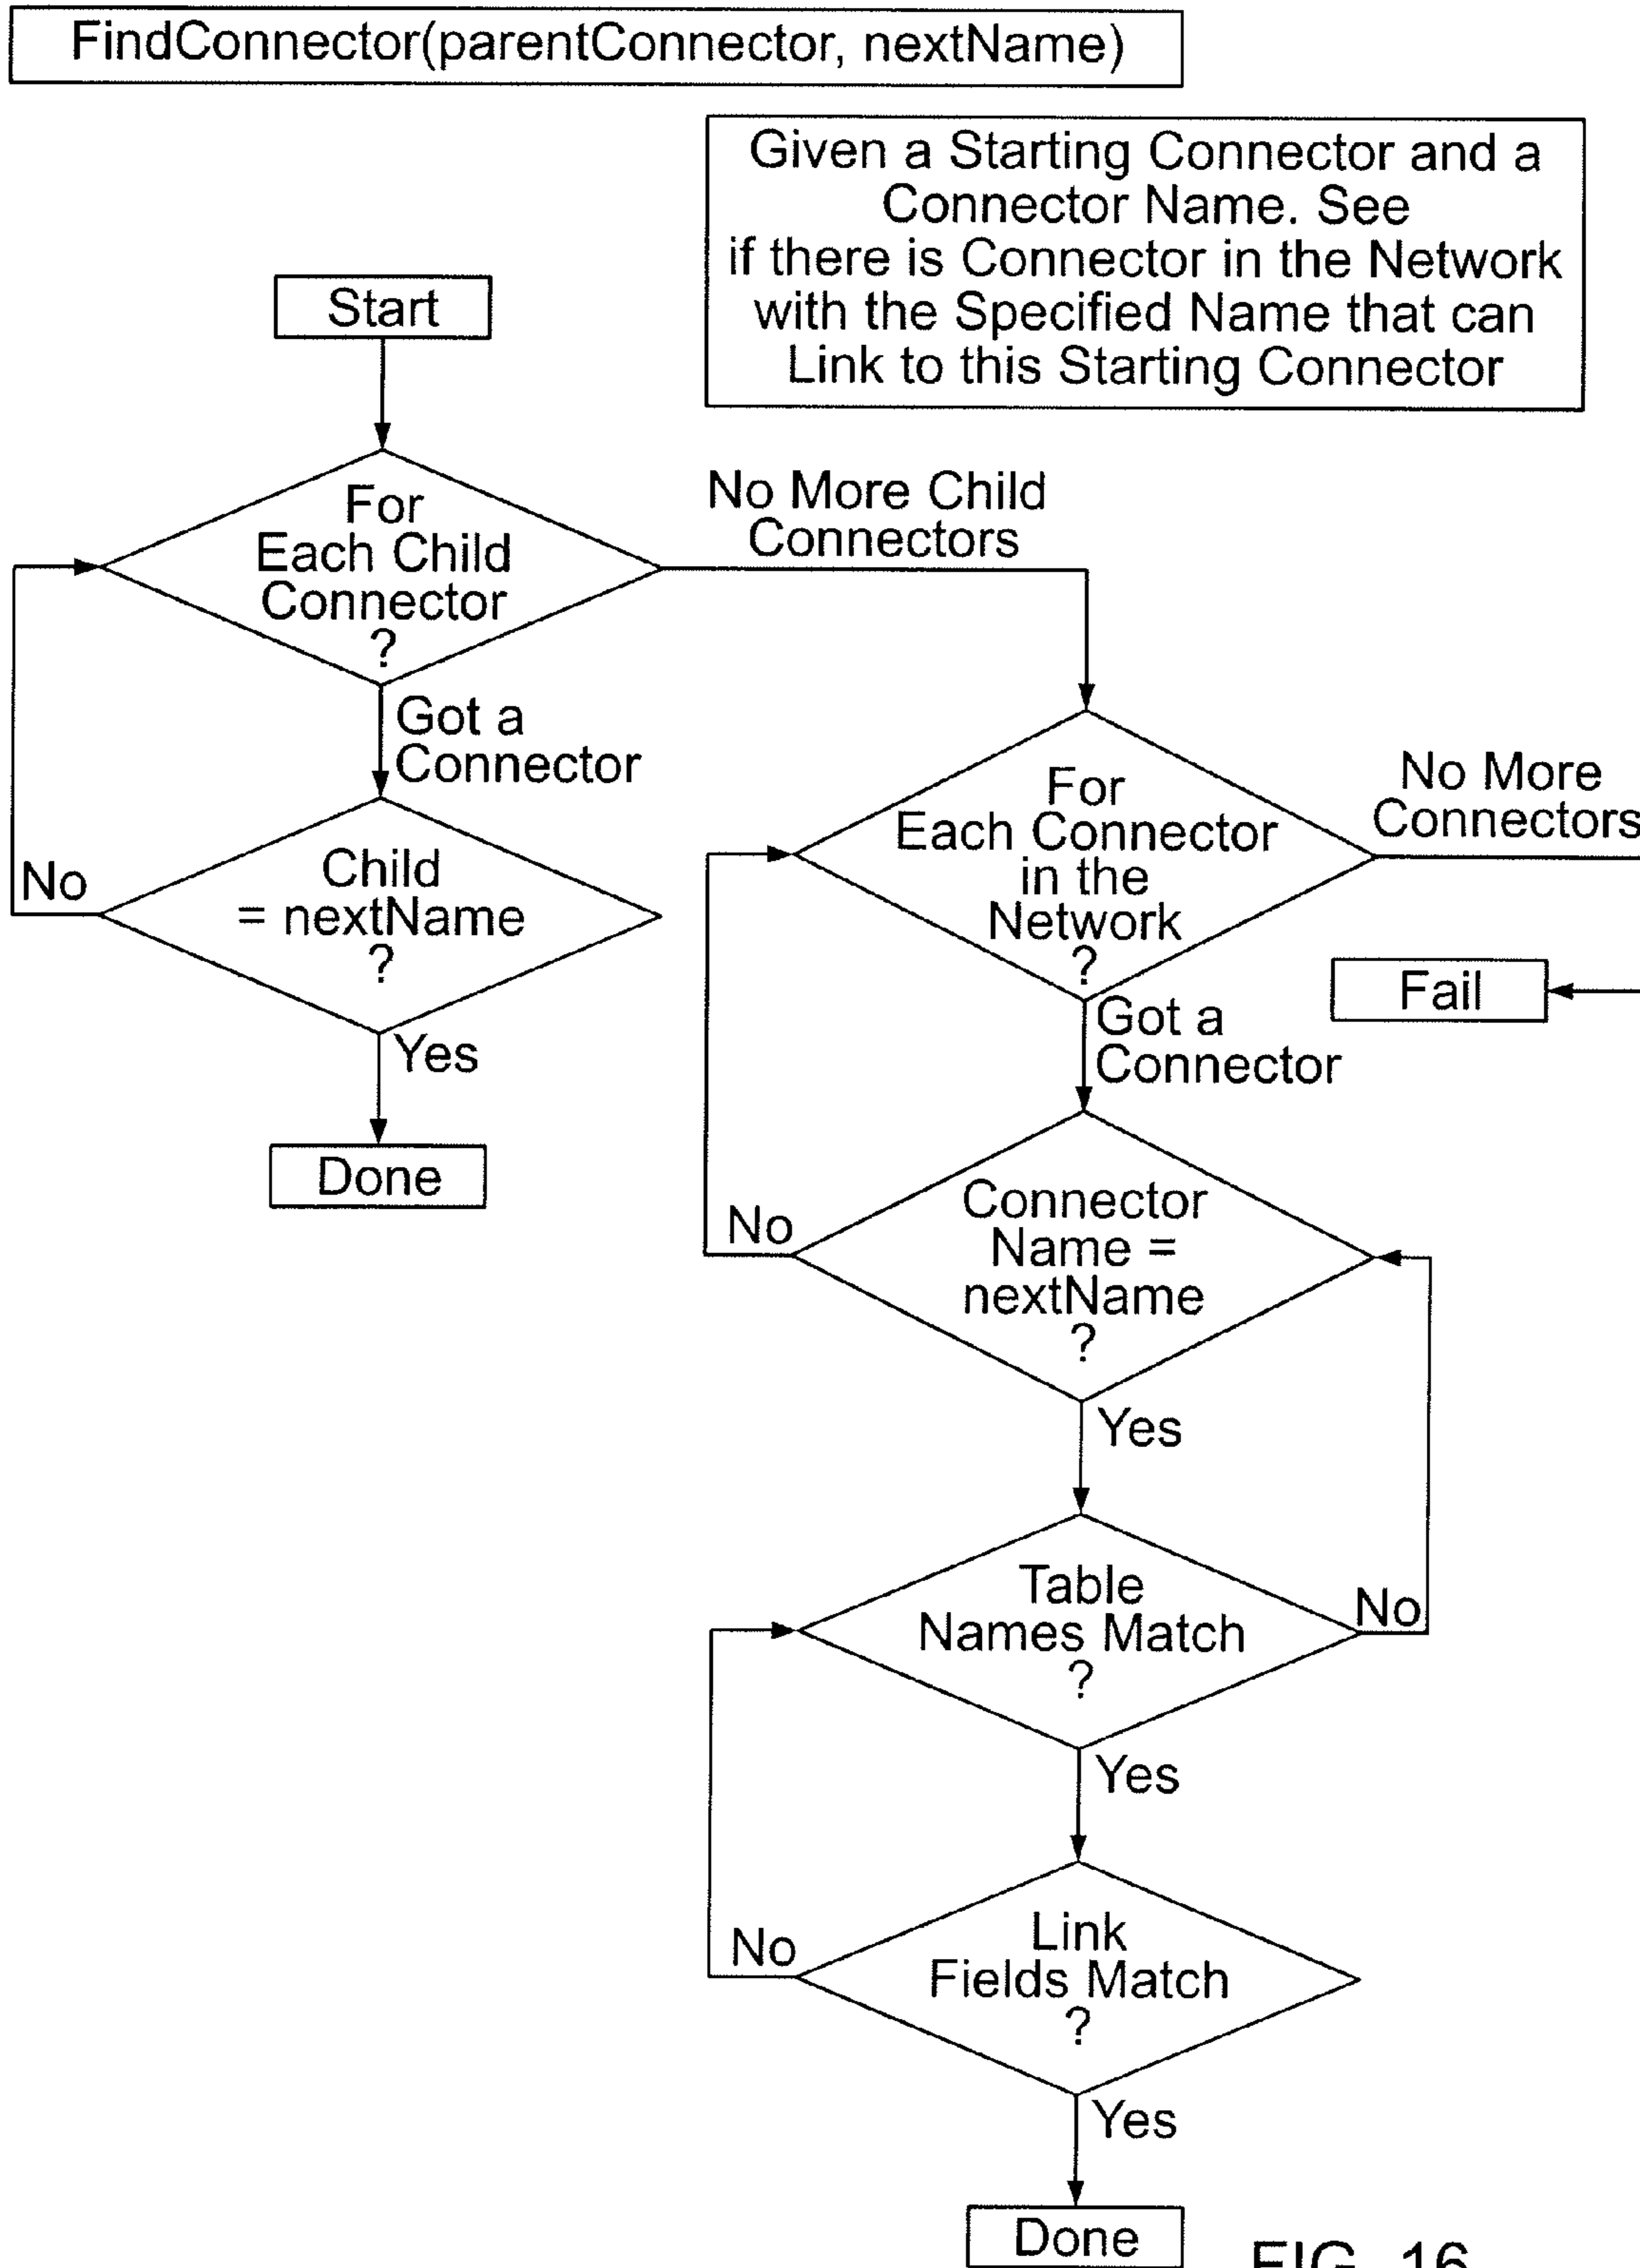 FindConnector(parentConnector, nextName)
Given a Starting Connector and a
Connector Name. See
if there is Connector in the Network
with the Specified Name that can
Link to this Starting Connector
Start
For
Each Child
Connector
?
No More Child
Connectors
Got a
Connector
Child
= nextName
?
No
Yes
Done
For
Each Connector
in the
Network
?
No More
Connectors
Fail
Got a
Connector
Connector
Name =
nextName
?
No
Yes
Table
Names Match
?
No
Yes
Link
Fields Match
?
No
Yes
Done
FIG. 16